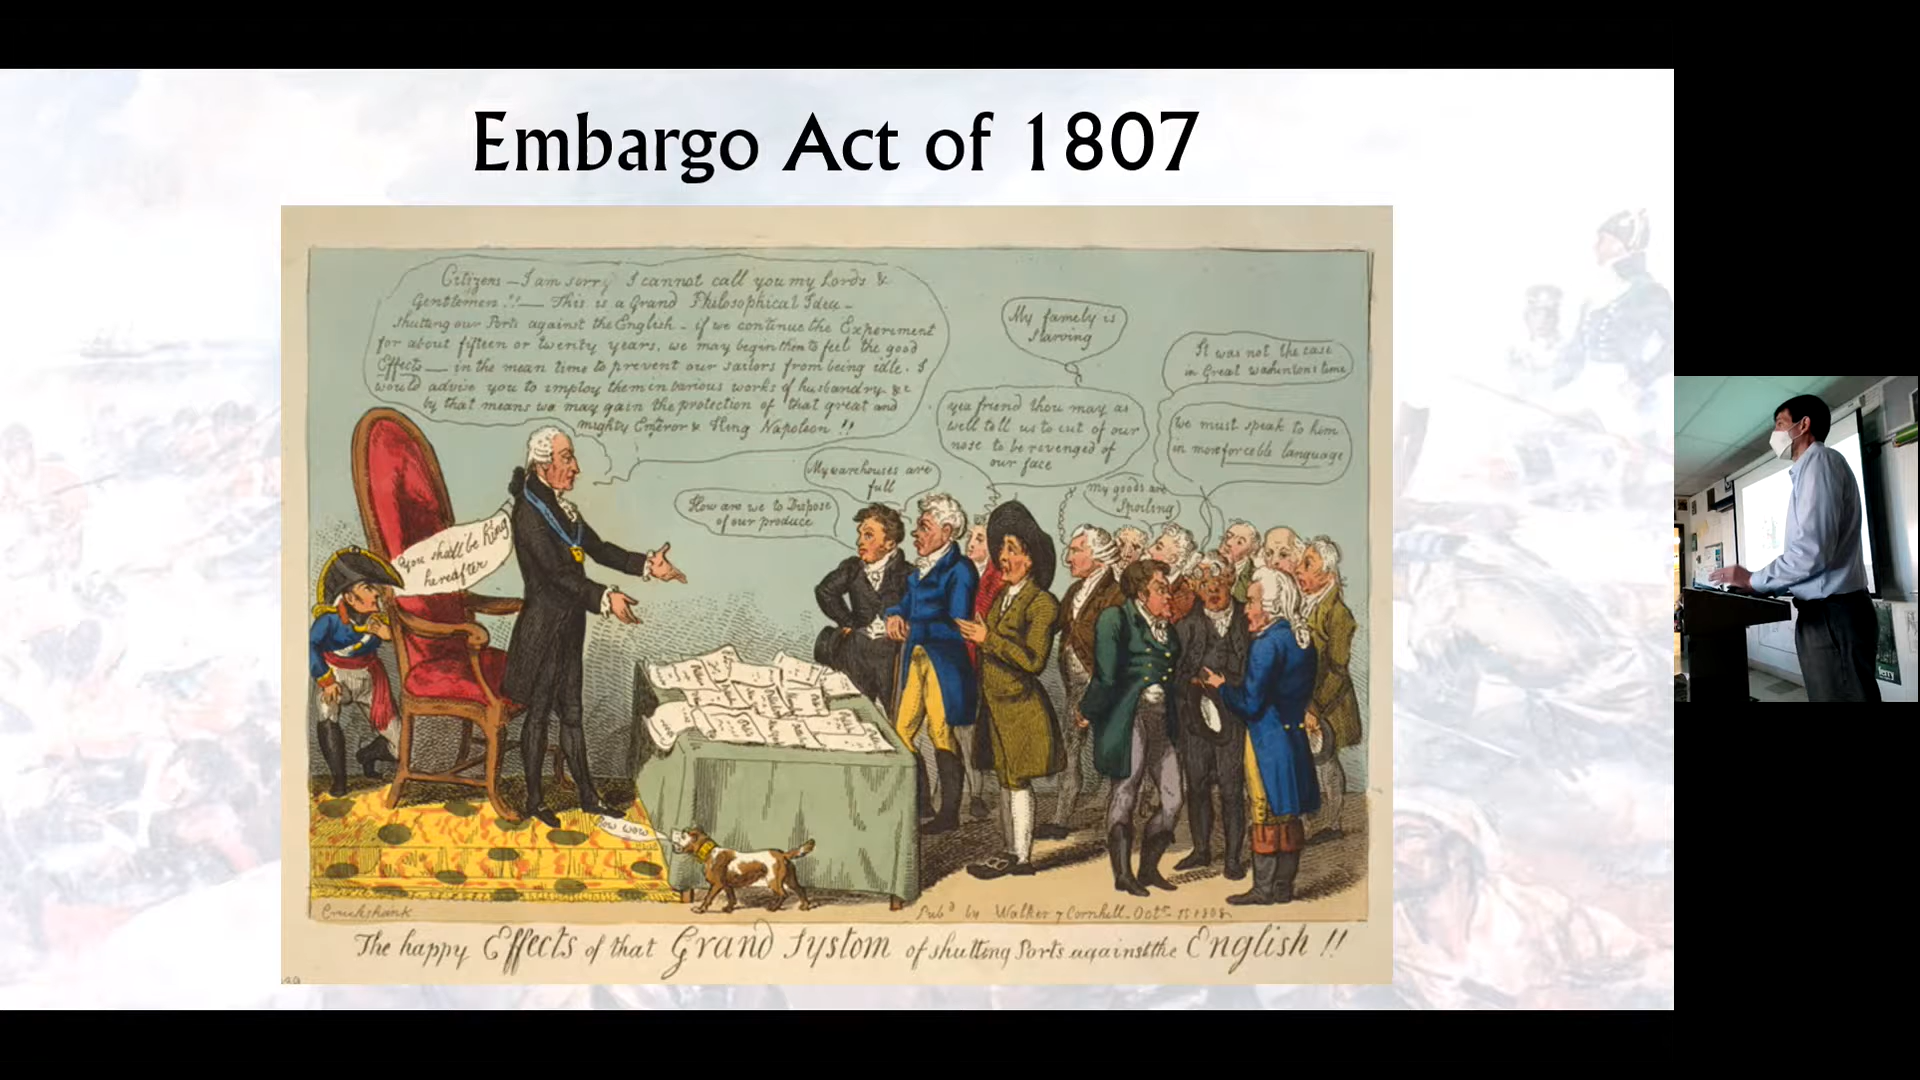 Embargo Act of 1807
Citizens — I am sorry I cannot call you my Lords &
Gentlemen!! — This is a Grand Philosophical Idea —
shutting our Ports against the English - if we continue the Experiment
for about fifteen or twenty years, we may begin then to feel the good
Effects — in the mean time to prevent our sailors from being idle. I
would advise you to imploy them in various works of husbandry &c
by that means we may gain the protection of that great and
mighty Emperor & King Napoleon!!
My famely is
starving
It was not the case
in Great washintons time
yea friend thou may as
well tell us to cut of our
nose to be revenged of
our face
we must speak to him
in more forceble language
My warehouses are
full
How are we to Dispose
of our produce
My goods are
Spoiling
You shall be King
hereafter
Bow wow
Cruikshank
Pub^d by Walker 7 Cornhill. Oct^r 15 1808
The happy Effects of that Grand Systom of shutting Ports against the English!!
ferry